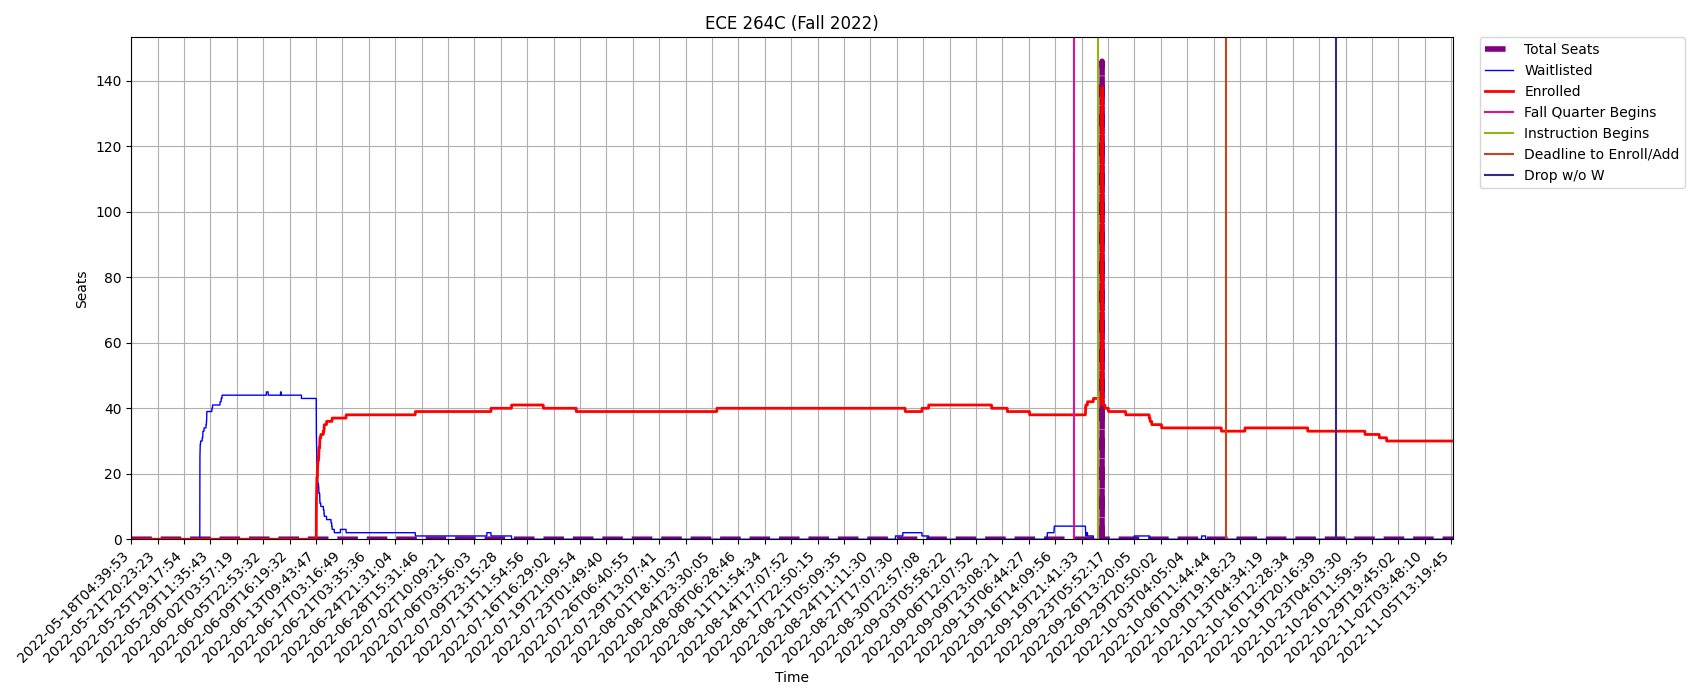 ECE 264C (Fall 2022)
Total Seats
Waitlisted
Enrolled
Fall Quarter Begins
Instruction Begins
Deadline to Enroll/Add
Drop w/o W
Seats
140
120
100
80
60
40
20
0
2022-05-18T04:39:53
2022-05-21T20:23:23
2022-05-25T19:17:54
2022-05-29T11:35:43
2022-06-02T03:57:19
2022-06-05T22:53:32
2022-06-09T16:19:32
2022-06-13T09:43:47
2022-06-17T03:16:49
2022-06-21T03:35:36
2022-06-24T21:31:04
2022-06-28T15:31:46
2022-07-02T10:09:21
2022-07-06T03:56:03
2022-07-09T23:15:28
2022-07-13T11:54:56
2022-07-16T16:29:02
2022-07-19T21:09:54
2022-07-23T01:49:40
2022-07-26T06:40:55
2022-07-29T13:07:41
2022-08-01T18:10:37
2022-08-04T23:30:05
2022-08-08T06:28:46
2022-08-11T11:54:34
2022-08-14T17:07:52
2022-08-17T22:50:15
2022-08-21T05:09:35
2022-08-24T11:11:30
2022-08-27T17:07:30
2022-08-30T22:57:08
2022-09-03T05:58:22
2022-09-06T12:07:52
2022-09-09T23:08:21
2022-09-13T06:44:27
2022-09-16T14:09:56
2022-09-19T21:41:33
2022-09-23T05:52:17
2022-09-26T13:20:05
2022-09-29T20:50:02
2022-10-03T04:05:04
2022-10-06T11:44:44
2022-10-09T19:18:23
2022-10-13T04:34:19
2022-10-16T12:28:34
2022-10-19T20:16:39
2022-10-23T04:03:30
2022-10-26T11:59:35
2022-10-29T19:45:02
2022-11-02T03:48:10
2022-11-05T13:19:45
Time